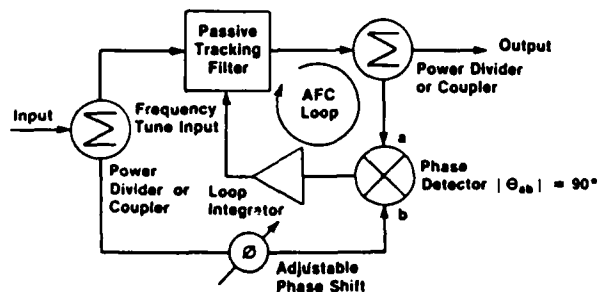 Passive
Tracking
Filter
Σ
Output
Power Divider
or Coupler
AFC
Loop
Input
Σ
Frequency
Tune Input
a
Phase
Detector |Θab| = 90°
Power
Divider or
Coupler
Loop
Integrator
b
Ø
Adjustable
Phase Shift